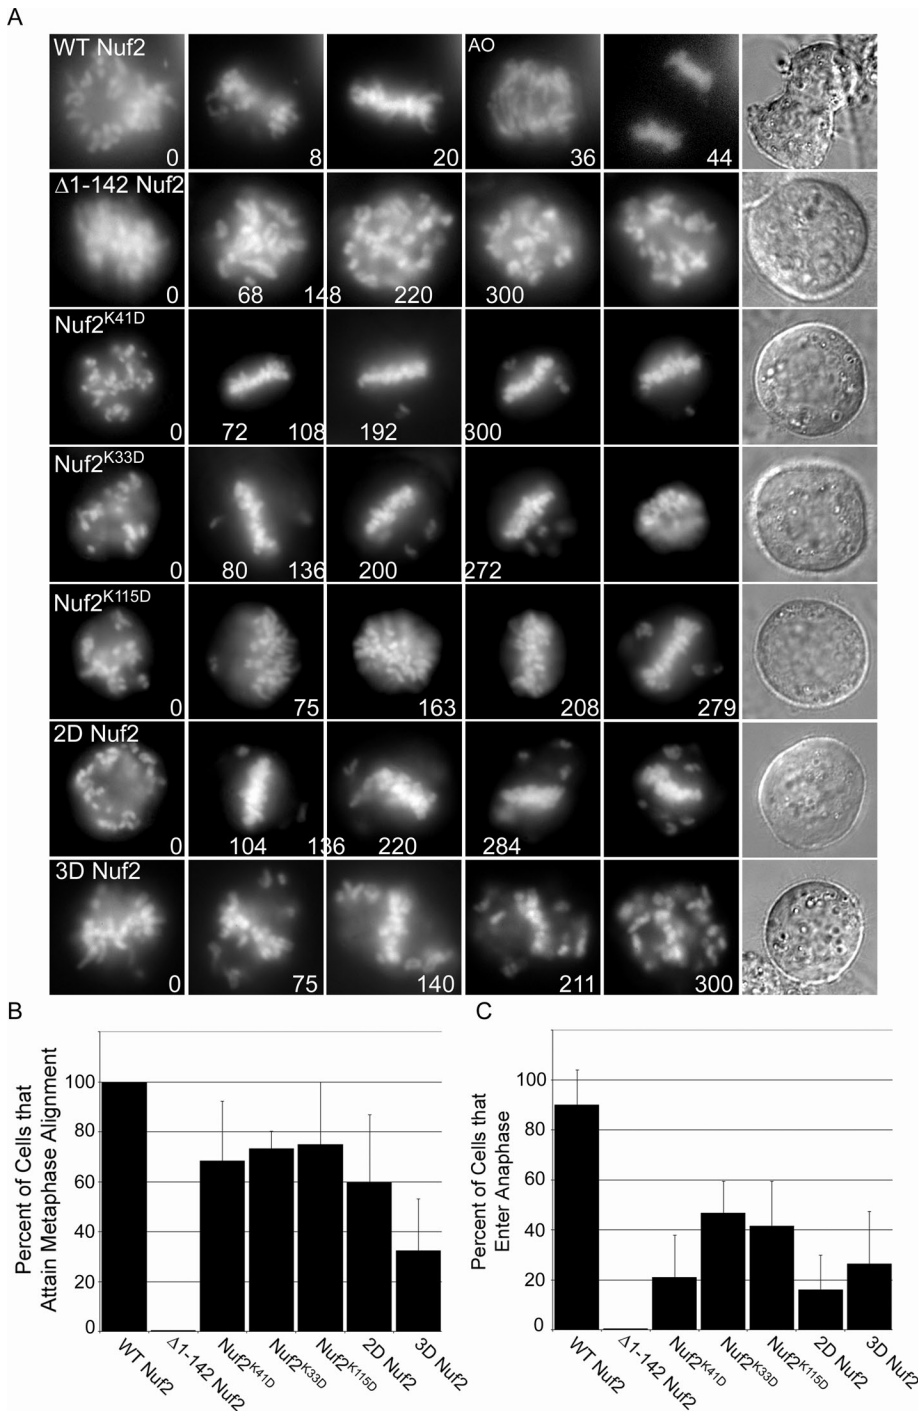 A
WT Nuf2
AO
0 8 20 36 44
Δ1-142 Nuf2
0 68 148 220 300
Nuf2K41D
0 72 108 192 300
Nuf2K33D
0 80 136 200 272
Nuf2K115D
0 75 163 208 279
2D Nuf2
0 104 136 220 284
3D Nuf2
0 75 140 211 300
B
Percent of Cells that
Attain Metaphase Alignment
100
80
60
40
20
0
WT Nuf2
Δ1-142 Nuf2
Nuf2K41D
Nuf2K33D
Nuf2K115D
2D Nuf2
3D Nuf2
C
Percent of Cells that
Enter Anaphase
100
80
60
40
20
0
WT Nuf2
Δ1-142 Nuf2
Nuf2K41D
Nuf2K33D
Nuf2K115D
2D Nuf2
3D Nuf2